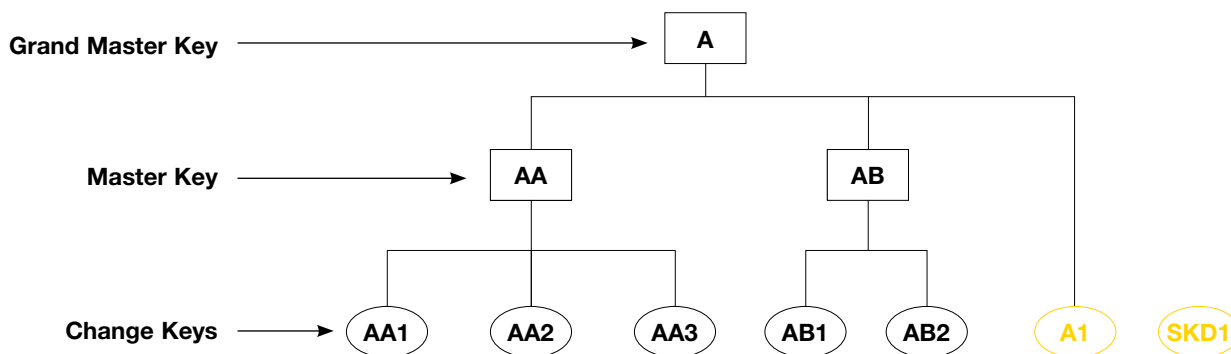 Grand Master Key
A
Master Key
AA
AB
Change Keys
AA1
AA2
AA3
AB1
AB2
A1
SKD1